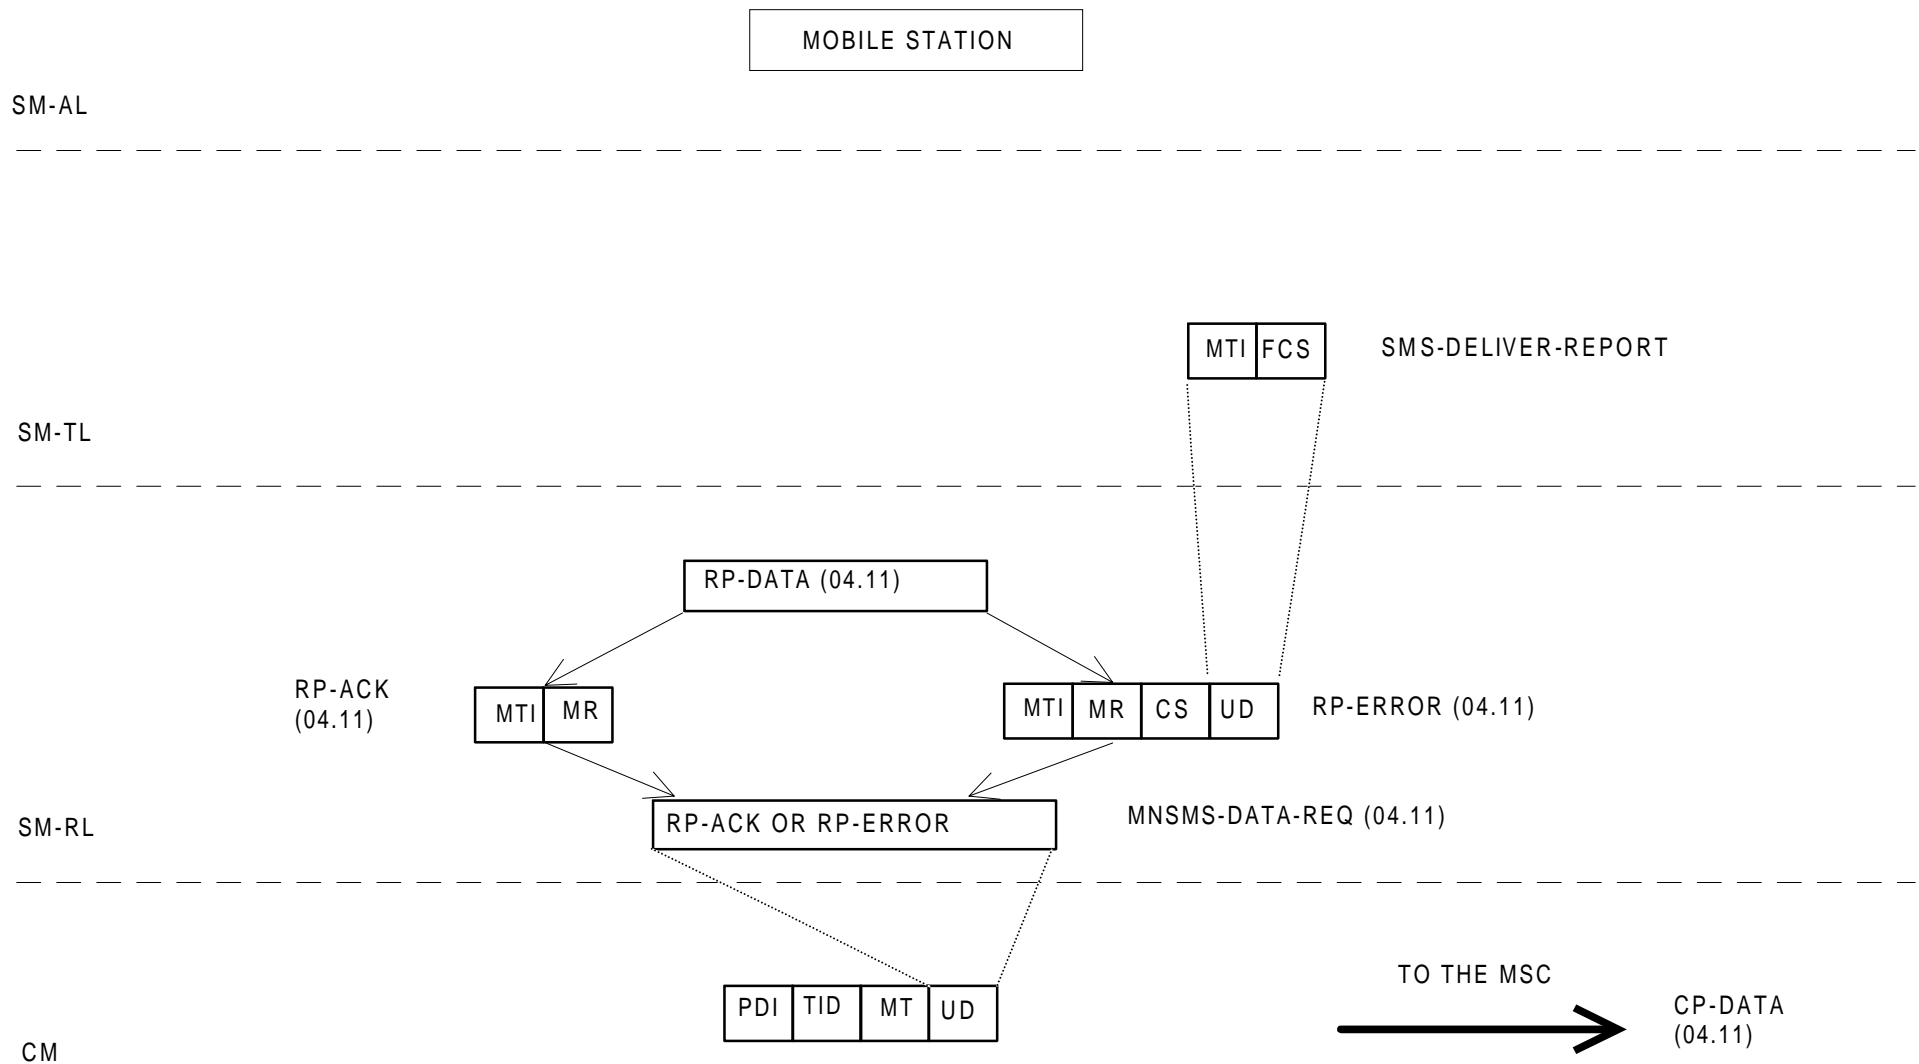 MOBILE STATION
SM-AL
MTI FCS SMS-DELIVER-REPORT
SM-TL
RP-DATA (04.11)
RP-ACK
(04.11)
MTI MR
MTI MR CS UD
RP-ERROR (04.11)
RP-ACK OR RP-ERROR
MNSMS-DATA-REQ (04.11)
SM-RL
TO THE MSC
PDI TID MT UD
CP-DATA
(04.11)
CM